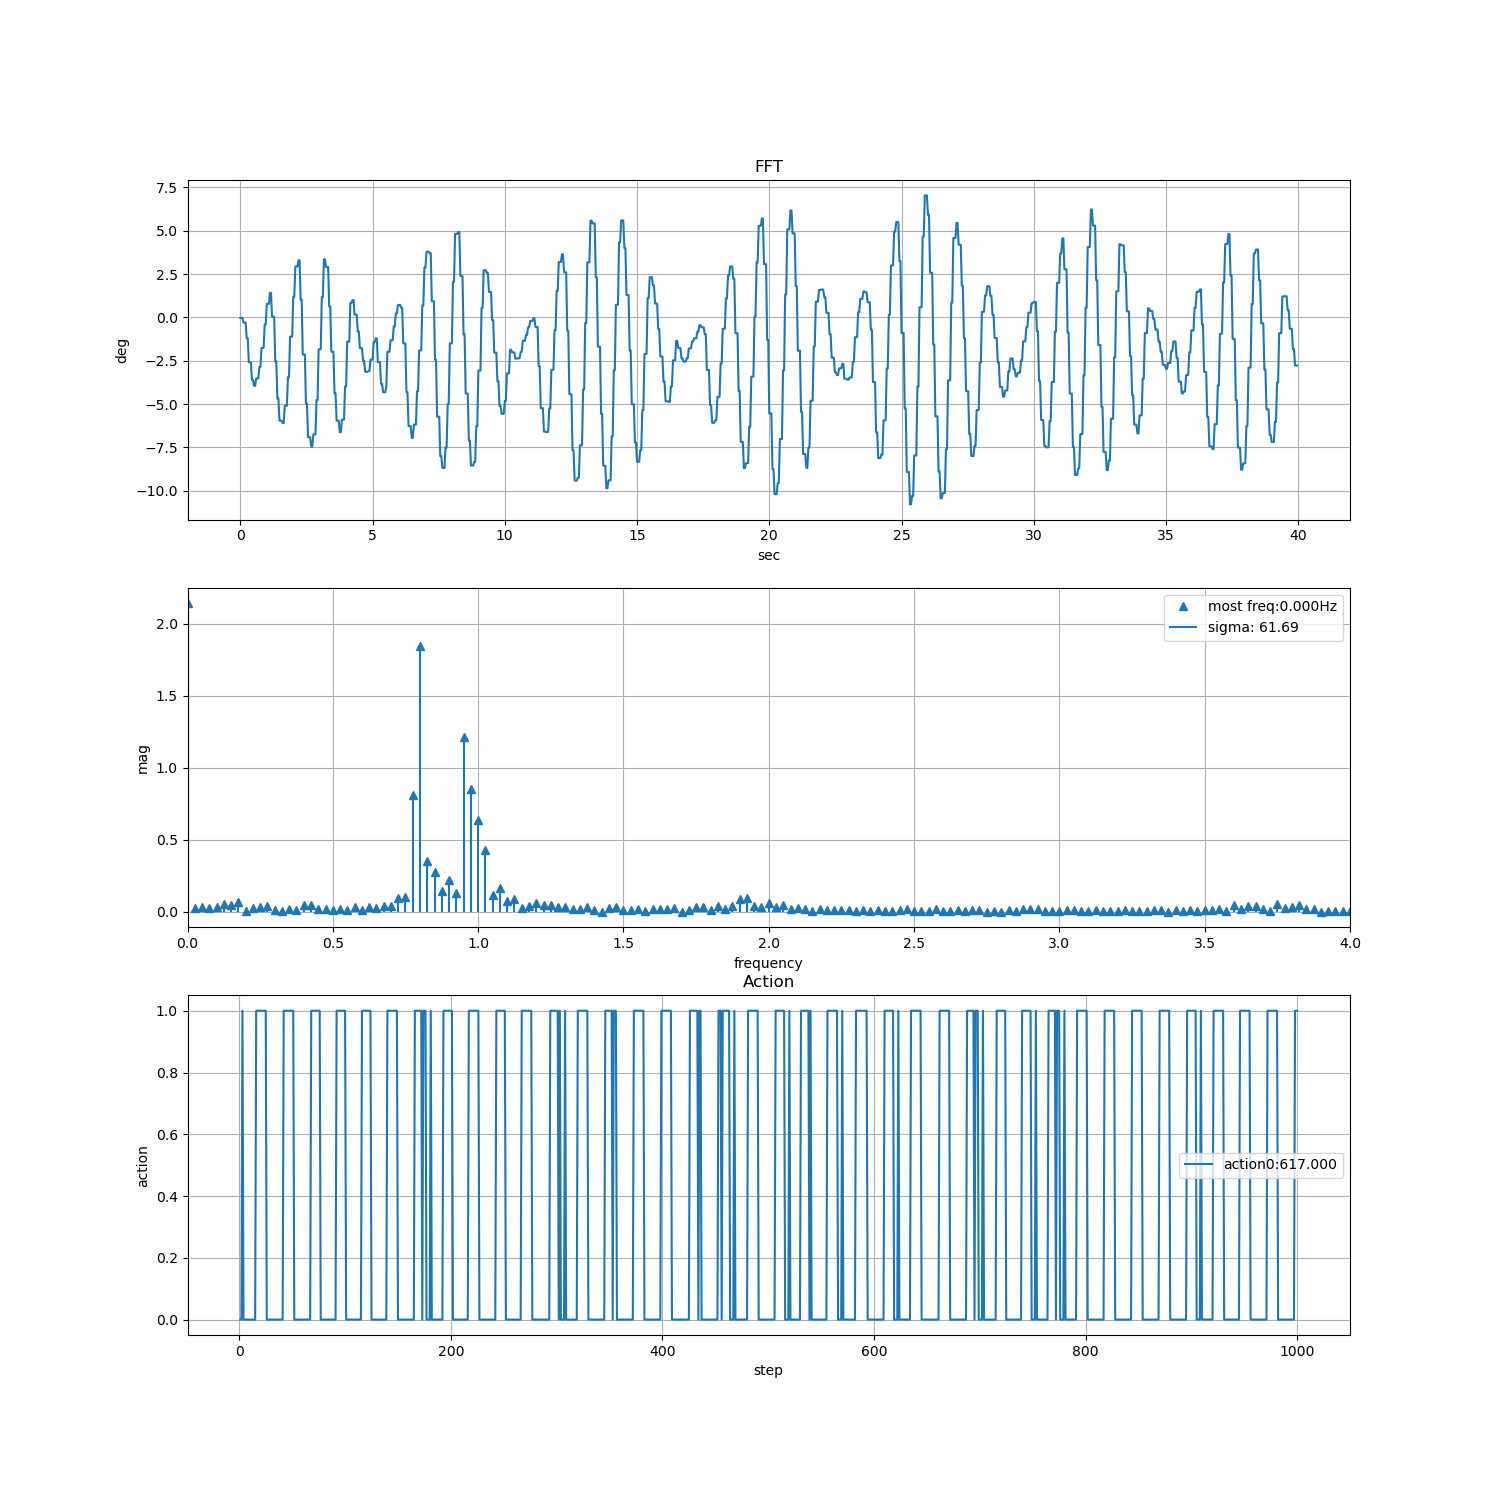 FFT
7.5
5.0
2.5
0.0
−2.5
−5.0
−7.5
−10.0
deg
0 5 10 15 20 25 30 35 40
sec
2.0
1.5
1.0
0.5
0.0
mag
most freq:0.000Hz
sigma: 61.69
0.0 0.5 1.0 1.5 2.0 2.5 3.0 3.5 4.0
frequency
Action
1.0
0.8
0.6
0.4
0.2
0.0
action
action0:617.000
0 200 400 600 800 1000
step